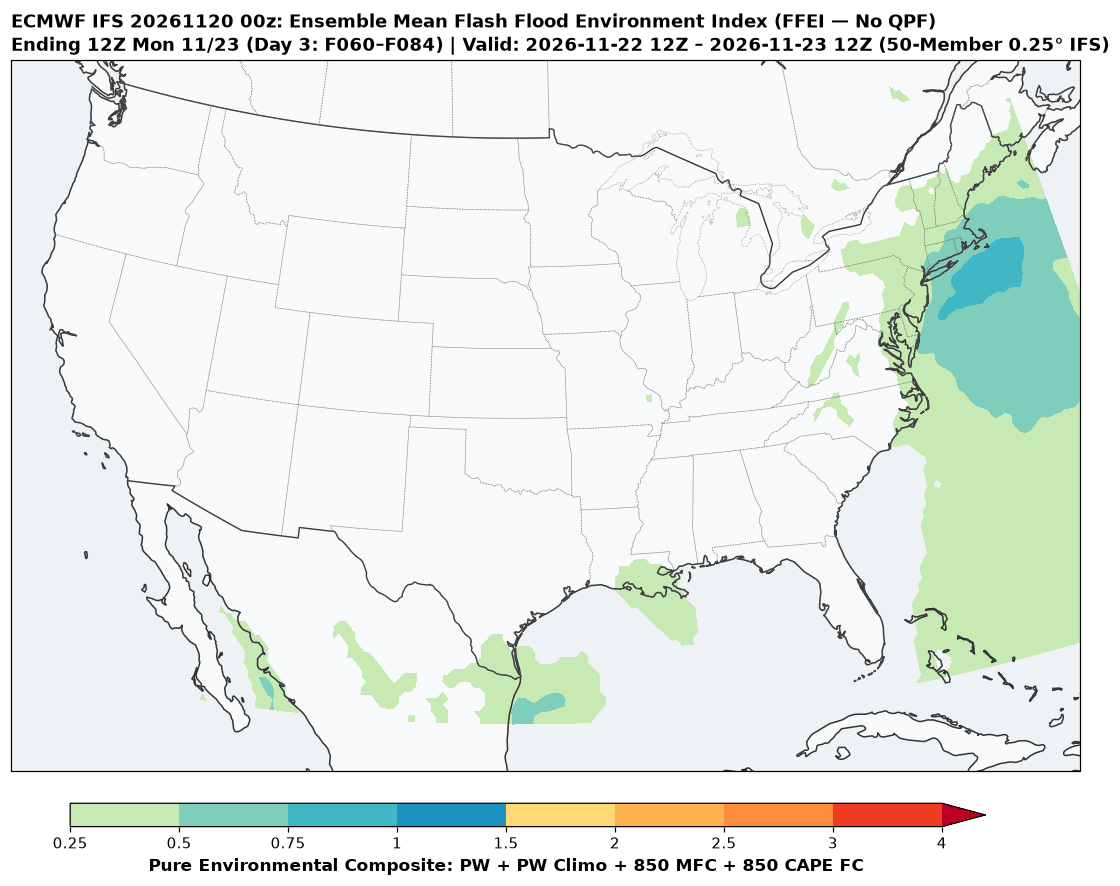 ECMWF IFS 20261120 00z: Ensemble Mean Flash Flood Environment Index (FFEI — No QPF)
Ending 12Z Mon 11/23 (Day 3: F060–F084) | Valid: 2026-11-22 12Z – 2026-11-23 12Z (50-Member 0.25° IFS)
0.25 0.5 0.75 1 1.5 2 2.5 3 4
Pure Environmental Composite: PW + PW Climo + 850 MFC + 850 CAPE FC